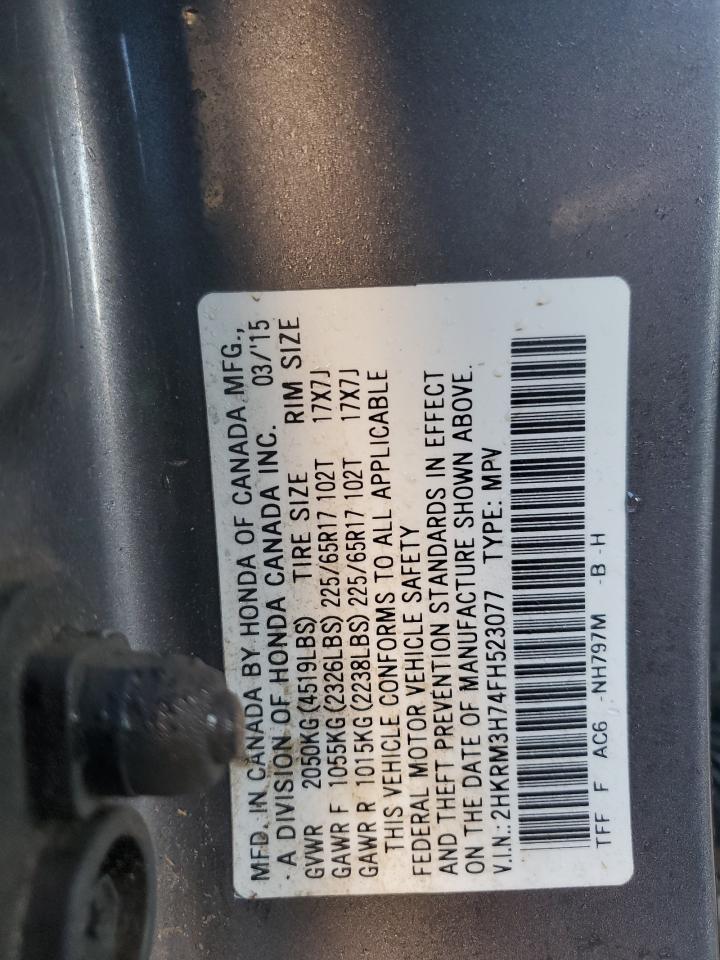 MFD. IN CANADA BY HONDA OF CANADA MFG.,
A DIVISION OF HONDA CANADA INC. 03/'15
GVWR 2050KG(4519LBS) TIRE SIZE RIM SIZE
GAWR F 1055KG(2326LBS) 225/65R17 102T 17X7J
GAWR R 1015KG(2238LBS) 225/65R17 102T 17X7J
THIS VEHICLE CONFORMS TO ALL APPLICABLE
FEDERAL MOTOR VEHICLE SAFETY
AND THEFT PREVENTION STANDARDS IN EFFECT
ON THE DATE OF MANUFACTURE SHOWN ABOVE.
V.I.N.:2HKRM3H74FH523077 TYPE: MPV
TFF F AC6 -NH797M -B -H